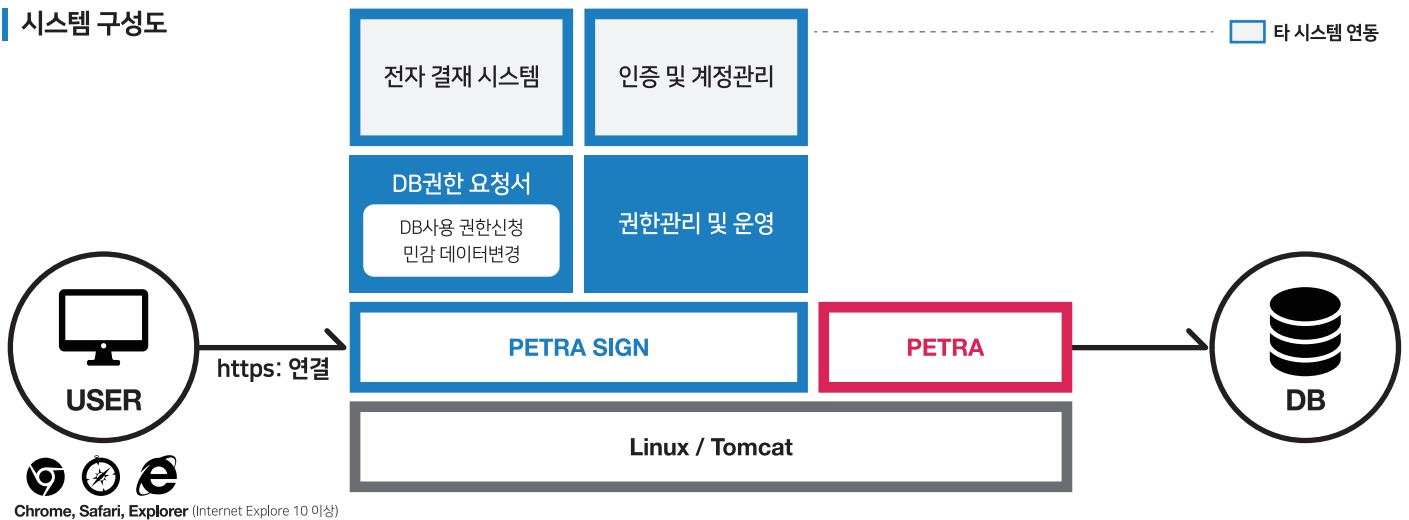 시스템 구성도
타 시스템 연동
전자 결재 시스템
인증 및 계정관리
DB권한 요청서
DB사용 권한신청
민감 데이터변경
권한관리 및 운영
USER
https: 연결
PETRA SIGN
PETRA
DB
Linux / Tomcat
Chrome, Safari, Explorer (Internet Explore 10 이상)